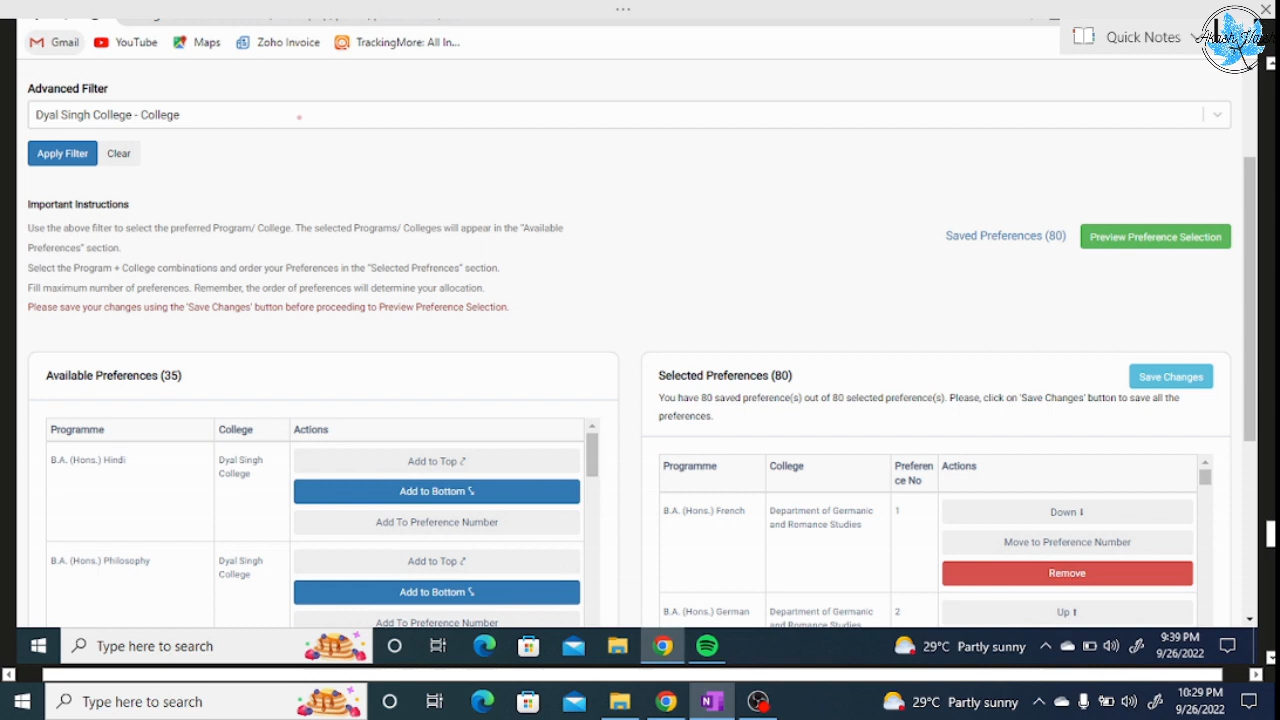 Gmail
YouTube
Maps
Zoho Invoice
TrackingMore: All In...
Quick Notes
Advanced Filter
Dyal Singh College - College
Apply Filter
Clear
Important Instructions
Use the above filter to select the preferred Program/ College. The selected Programs/ Colleges will appear in the "Available
Preferences" section.
Select the Program + College combinations and order your Preferences in the "Selected Prefrences" section.
Fill maximum number of preferences. Remember, the order of preferences will determine your allocation.
Please save your changes using the 'Save Changes' button before proceeding to Preview Preference Selection.
Saved Preferences (80)
Preview Preference Selection
Available Preferences (35)
Programme
College
Actions
B.A. (Hons.) Hindi
Dyal Singh
College
Add to Top
Add to Bottom
Add To Preference Number
B.A. (Hons.) Philosophy
Dyal Singh
College
Add to Top
Add to Bottom
Add To Preference Number
Selected Preferences (80)
Save Changes
You have 80 saved preference(s) out of 80 selected preference(s). Please, click on 'Save Changes' button to save all the
preferences.
Programme
College
Preferen
ce No
Actions
B.A. (Hons.) French
Department of Germanic
and Romance Studies
1
Down
Move to Preference Number
Remove
B.A. (Hons.) German
Department of Germanic
and Romance Studies
2
Up
Type here to search
29°C Partly sunny
9:39 PM
9/26/2022
Type here to search
29°C Partly sunny
10:29 PM
9/26/2022